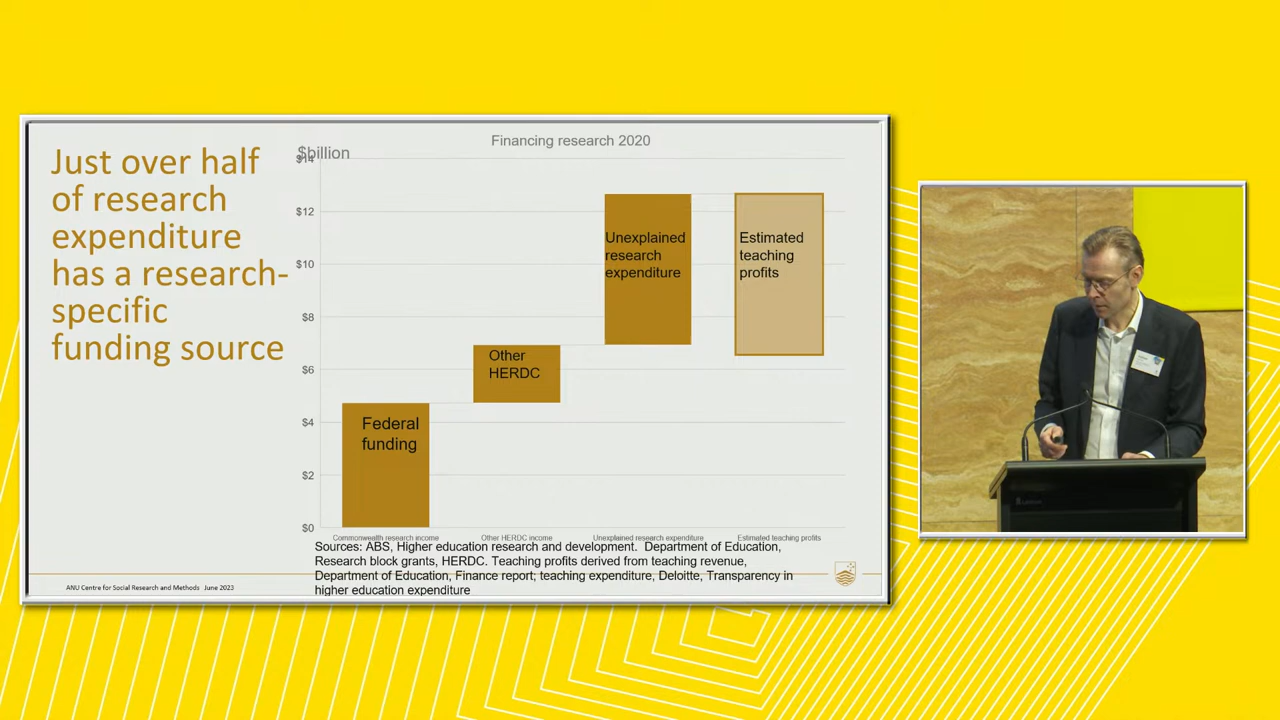 Just over half
of research
expenditure
has a research-
specific
funding source
Financing research 2020
$billion
$14
$12
$10
$8
$6
$4
$2
$0
Federal
funding
Other
HERDC
Unexplained
research
expenditure
Estimated
teaching
profits
Commonwealth research income
Other HERDC income
Unexplained research expenditure
Estimated teaching profits
Sources: ABS, Higher education research and development. Department of Education,
Research block grants, HERDC. Teaching profits derived from teaching revenue,
Department of Education, Finance report; teaching expenditure, Deloitte, Transparency in
higher education expenditure
ANU Centre for Social Research and Methods June 2023